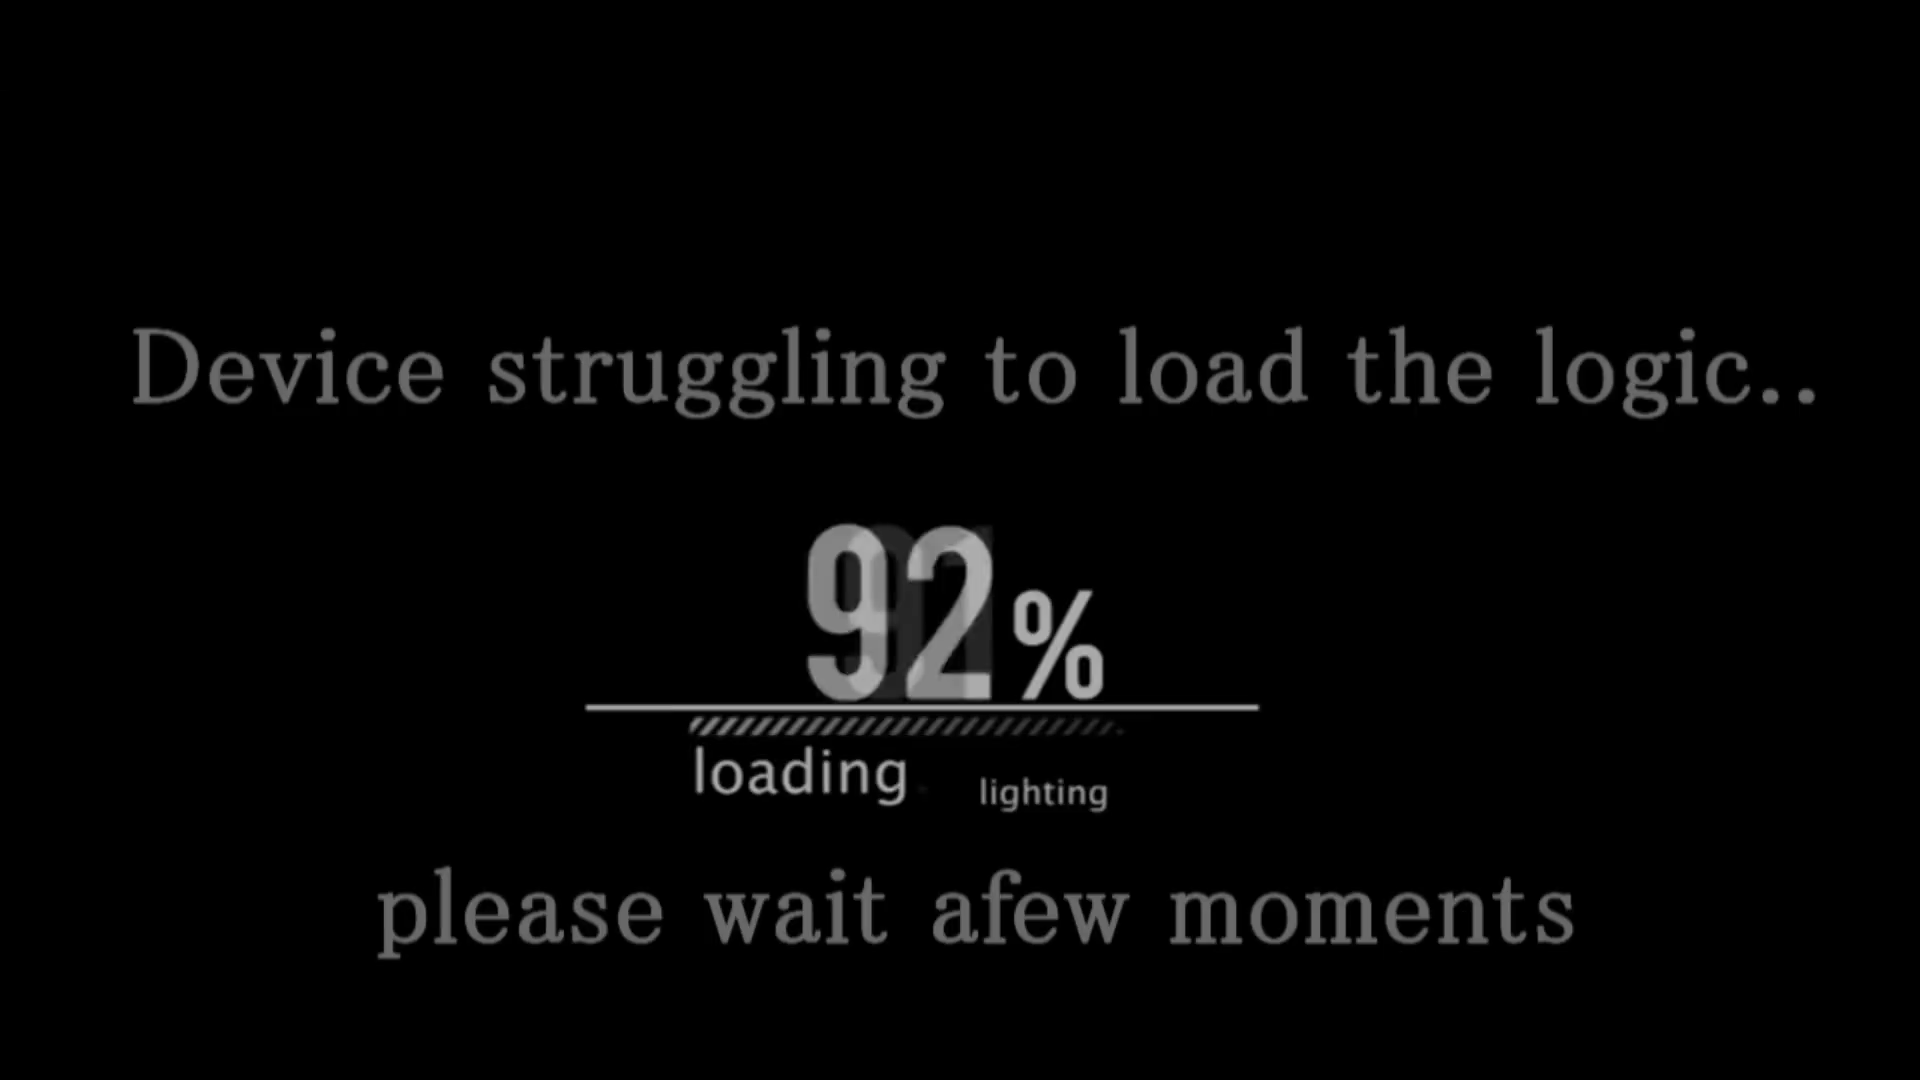 Device struggling to load the logic..
92%
loading
lighting
please wait afew moments